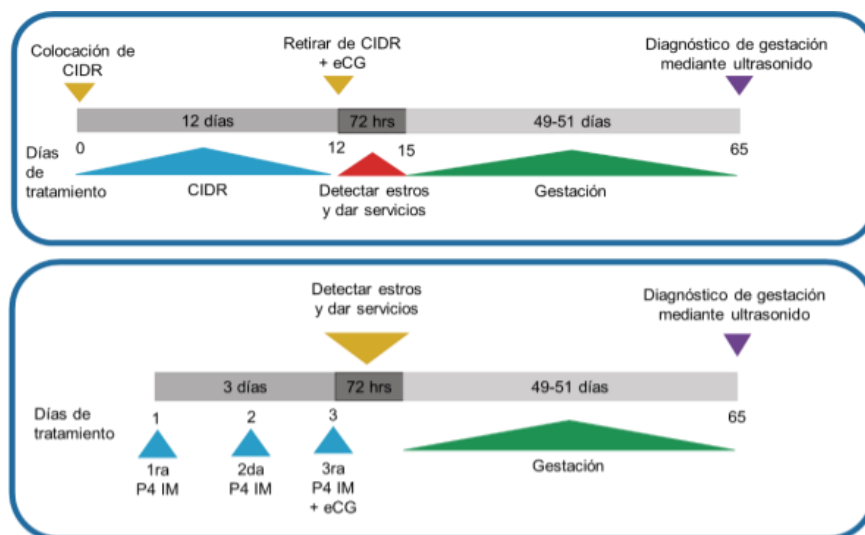 Colocación de
CIDR
Retirar de CIDR
+ eCG
Diagnóstico de gestación
mediante ultrasonido
12 días
72 hrs
49-51 días
Días
de
tratamiento
0
12
15
65
CIDR
Detectar estros
y dar servicios
Gestación
Detectar estros
y dar servicios
Diagnóstico de gestación
mediante ultrasonido
3 días
72 hrs
49-51 días
Días de
tratamiento
1
2
3
65
1ra
P4 IM
2da
P4 IM
3ra
P4 IM
+ eCG
Gestación